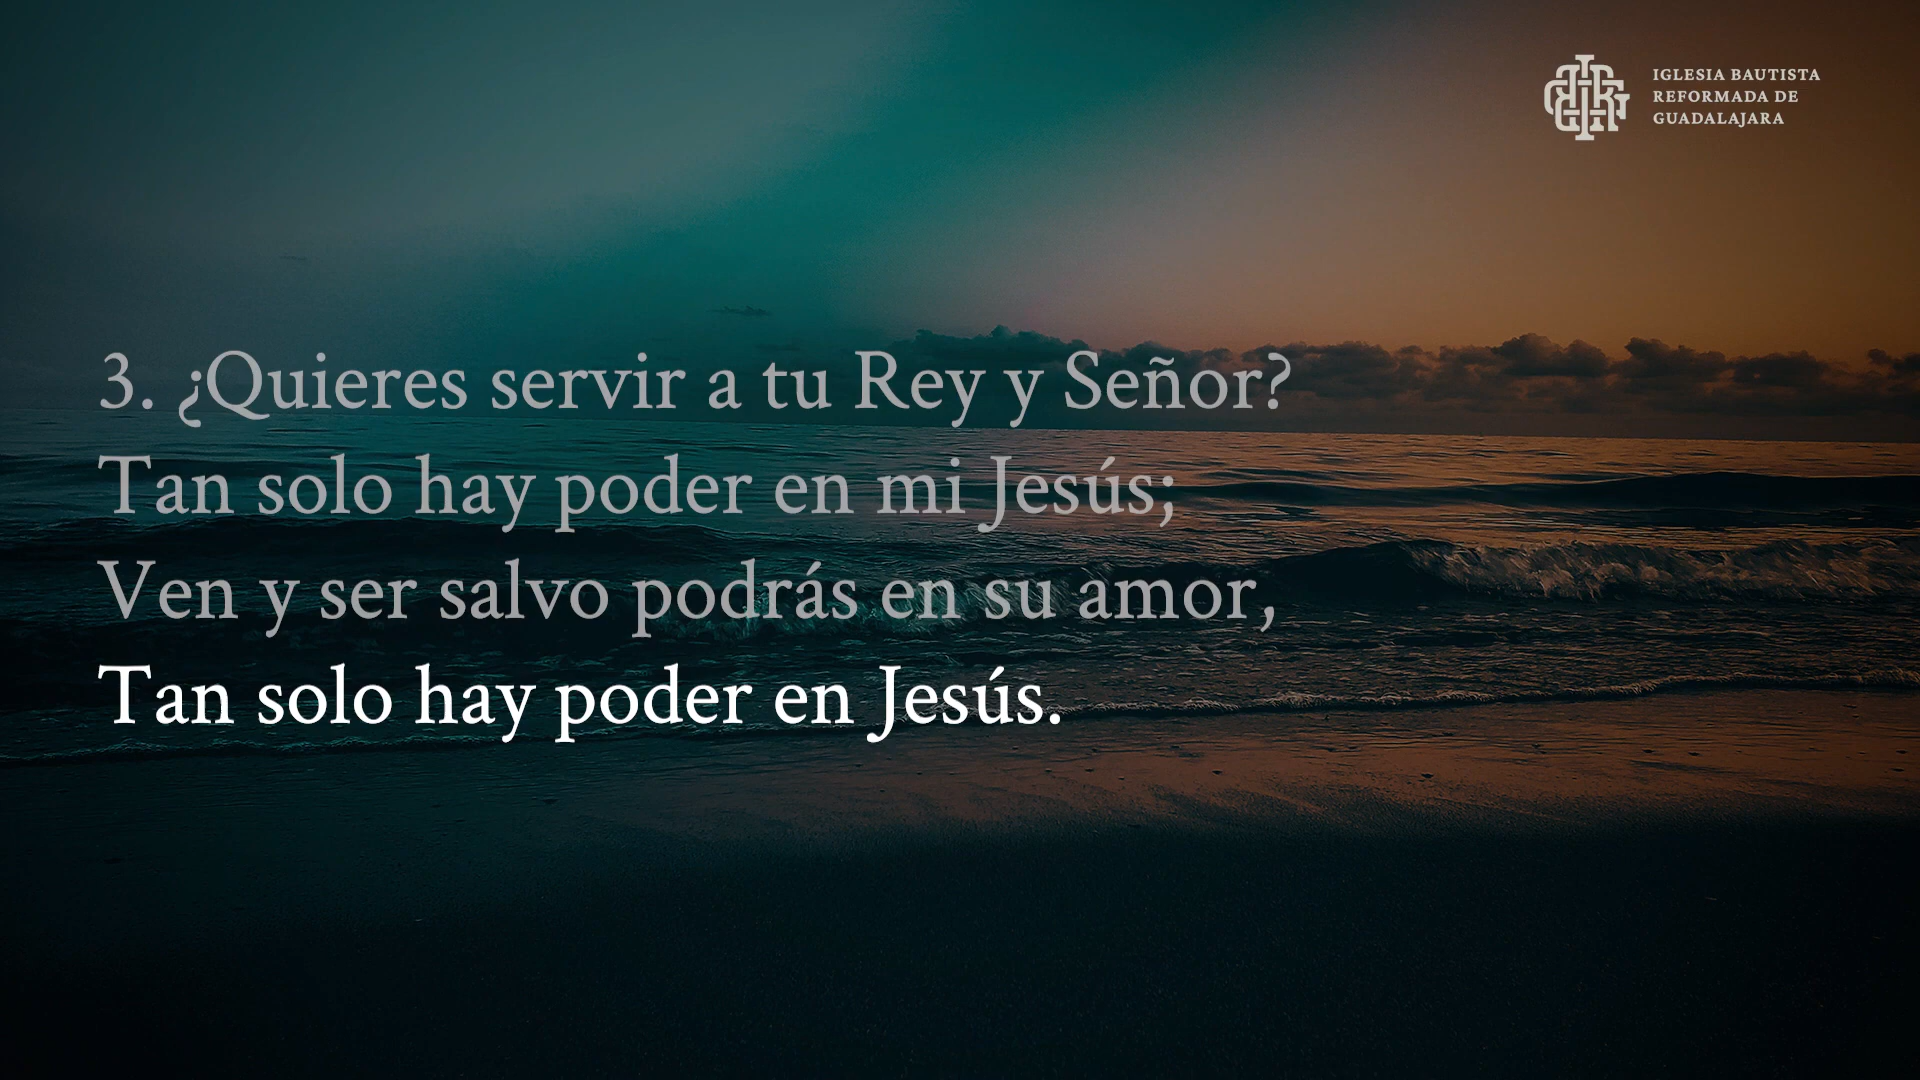 IGLESIA BAUTISTA
REFORMADA DE
GUADALAJARA
3. ¿Quieres servir a tu Rey y Señor?
Tan solo hay poder en mi Jesús;
Ven y ser salvo podrás en su amor,
Tan solo hay poder en Jesús.